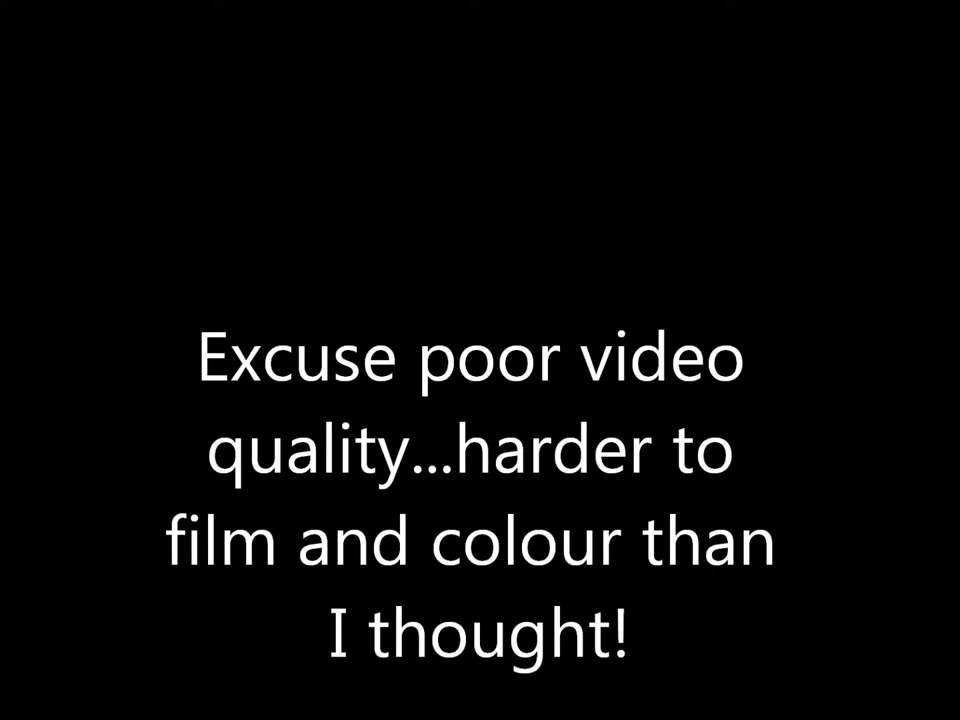 Excuse poor video
quality...harder to
film and colour than
I thought!